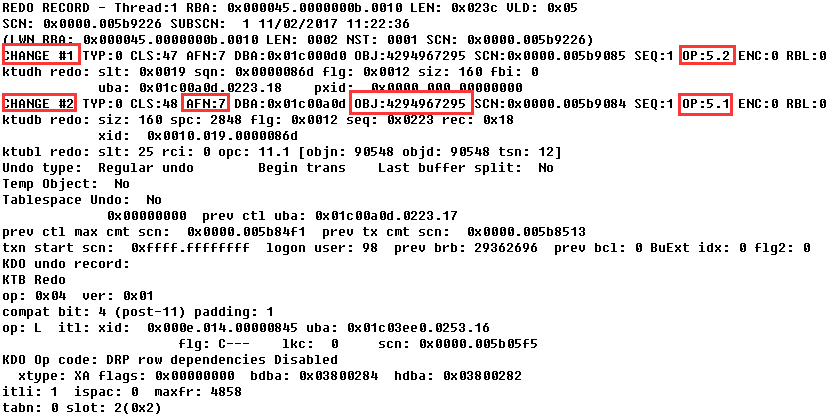 REDO RECORD - Thread:1 RBA: 0x000045.0000000b.0010 LEN: 0x023c VLD: 0x05
SCN: 0x0000.005b9226 SUBSCN:  1 11/02/2017 11:22:36
(LWN RBA: 0x000045.0000000b.0010 LEN: 0002 NST: 0001 SCN: 0x0000.005b9226)
CHANGE #1 TYP:0 CLS:47 AFN:7 DBA:0x01c000d0 OBJ:4294967295 SCN:0x0000.005b9085 SEQ:1 OP:5.2 ENC:0 RBL:0
ktudh redo: slt: 0x0019 sqn: 0x0000086d flg: 0x0012 siz: 160 fbi: 0
uba: 0x01c00a0d.0223.18    pxid:  0x0000.000.00000000
CHANGE #2 TYP:0 CLS:48 AFN:7 DBA:0x01c00a0d OBJ:4294967295 SCN:0x0000.005b9084 SEQ:1 OP:5.1 ENC:0 RBL:0
ktudb redo: siz: 160 spc: 2848 flg: 0x0012 seq: 0x0223 rec: 0x18
xid:  0x0010.019.0000086d
ktubl redo: slt: 25 rci: 0 opc: 11.1 [objn: 90548 objd: 90548 tsn: 12]
Undo type:  Regular undo        Begin trans    Last buffer split:  No
Temp Object:  No
Tablespace Undo:  No
0x00000000  prev ctl uba: 0x01c00a0d.0223.17
prev ctl max cmt scn:  0x0000.005b84f1  prev tx cmt scn:  0x0000.005b8513
txn start scn:  0xffff.ffffffff  logon user: 98  prev brb: 29362696  prev bcl: 0 BuExt idx: 0 flg2: 0
KDO undo record:
KTB Redo
op: 0x04  ver: 0x01
compat bit: 4 (post-11) padding: 1
op: L  itl: xid:  0x000e.014.00000845 uba: 0x01c03ee0.0253.16
flg: C---    lkc:  0     scn: 0x0000.005b05f5
KDO Op code: DRP row dependencies Disabled
xtype: XA flags: 0x00000000  bdba: 0x03800284  hdba: 0x03800282
itli: 1  ispac: 0  maxfr: 4858
tabn: 0 slot: 2(0x2)